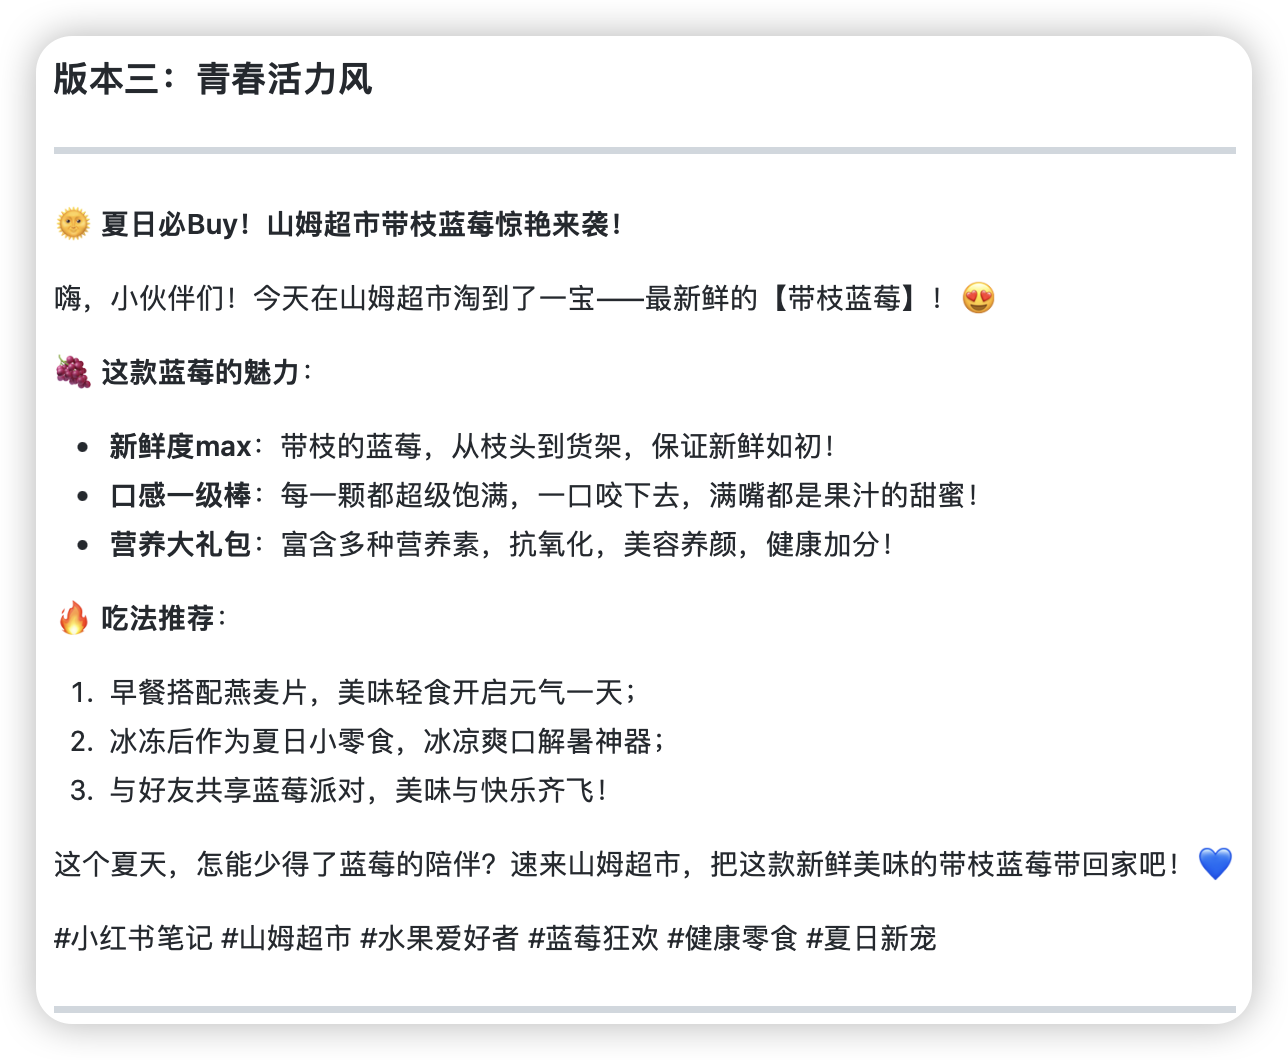 版本三：青春活力风
🌞 夏日必Buy！山姆超市带枝蓝莓惊艳来袭！
嗨，小伙伴们！今天在山姆超市淘到了一宝——最新鲜的【带枝蓝莓】！😍
🍇 这款蓝莓的魅力：
• 新鲜度max：带枝的蓝莓，从枝头到货架，保证新鲜如初！
• 口感一级棒：每一颗都超级饱满，一口咬下去，满嘴都是果汁的甜蜜！
• 营养大礼包：富含多种营养素，抗氧化，美容养颜，健康加分！
🔥 吃法推荐：
1. 早餐搭配燕麦片，美味轻食开启元气一天；
2. 冰冻后作为夏日小零食，冰凉爽口解暑神器；
3. 与好友共享蓝莓派对，美味与快乐齐飞！
这个夏天，怎能少得了蓝莓的陪伴？速来山姆超市，把这款新鲜美味的带枝蓝莓带回家吧！💙
#小红书笔记 #山姆超市 #水果爱好者 #蓝莓狂欢 #健康零食 #夏日新宠